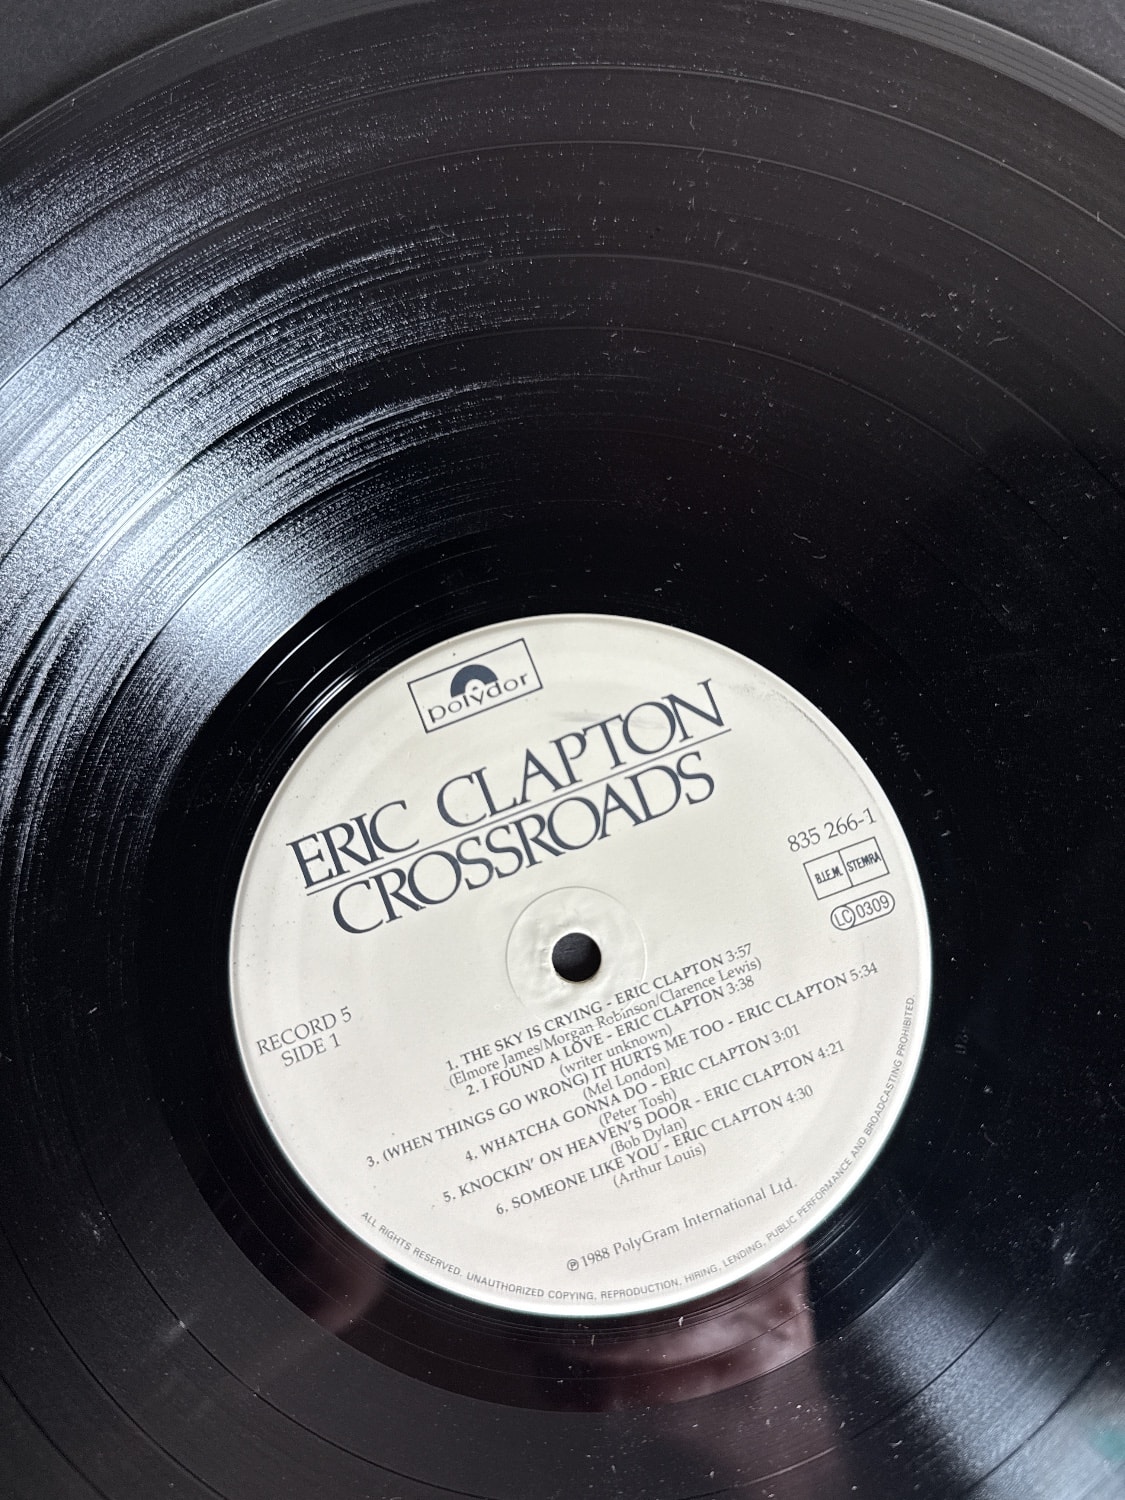 polydor
ERIC CLAPTON
CROSSROADS
835 266-1
B.I.E.M. STEMRA
LC 0309
RECORD 5
SIDE 1
1. THE SKY IS CRYING - ERIC CLAPTON 3:57
(Elmore James/Morgan Robinson/Clarence Lewis)
2. I FOUND A LOVE - ERIC CLAPTON 3:38
(writer unknown)
3. (WHEN THINGS GO WRONG) IT HURTS ME TOO - ERIC CLAPTON 5:34
(Mel London)
4. WHATCHA GONNA DO - ERIC CLAPTON 3:01
(Peter Tosh)
5. KNOCKIN' ON HEAVEN'S DOOR - ERIC CLAPTON 4:21
(Bob Dylan)
6. SOMEONE LIKE YOU - ERIC CLAPTON 4:30
(Arthur Louis)
℗ 1988 PolyGram International Ltd.
ALL RIGHTS RESERVED. UNAUTHORIZED COPYING, REPRODUCTION, HIRING, LENDING, PUBLIC PERFORMANCE AND BROADCASTING PROHIBITED